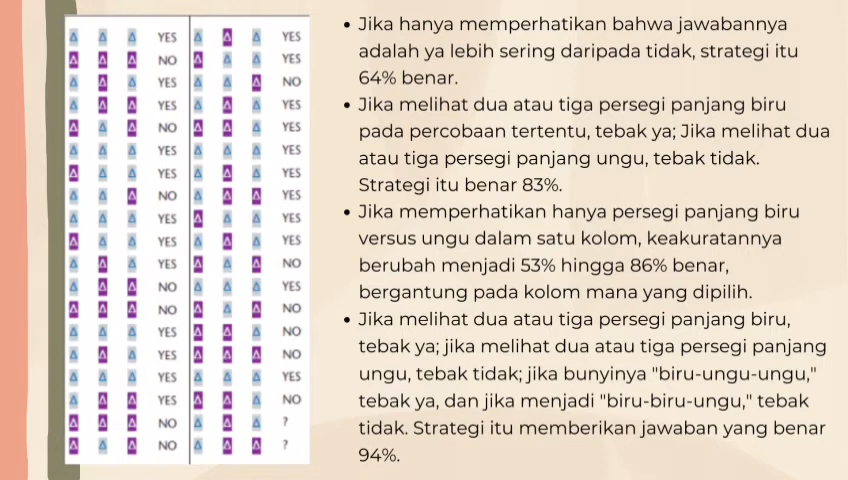 YES YES
NO YES
YES NO
YES YES
NO YES
YES YES
YES YES
NO YES
YES YES
YES YES
YES NO
NO YES
NO NO
YES NO
YES NO
YES YES
YES NO
NO ?
NO ?
• Jika hanya memperhatikan bahwa jawabannya
adalah ya lebih sering daripada tidak, strategi itu
64% benar.
• Jika melihat dua atau tiga persegi panjang biru
pada percobaan tertentu, tebak ya; Jika melihat dua
atau tiga persegi panjang ungu, tebak tidak.
Strategi itu benar 83%.
• Jika memperhatikan hanya persegi panjang biru
versus ungu dalam satu kolom, keakuratannya
berubah menjadi 53% hingga 86% benar,
bergantung pada kolom mana yang dipilih.
• Jika melihat dua atau tiga persegi panjang biru,
tebak ya; jika melihat dua atau tiga persegi panjang
ungu, tebak tidak; jika bunyinya "biru-ungu-ungu,"
tebak ya, dan jika menjadi "biru-biru-ungu," tebak
tidak. Strategi itu memberikan jawaban yang benar
94%.